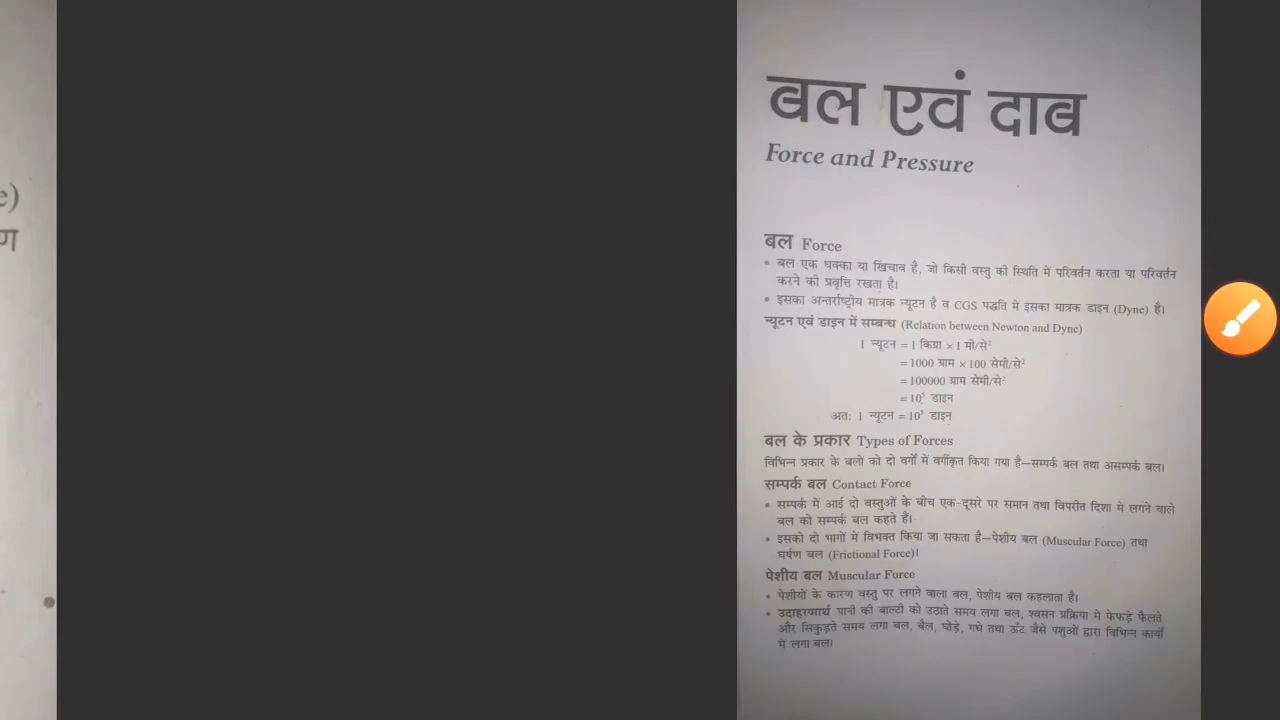 e)
ण
बल एवं दाब
Force and Pressure
बल Force
• बल एक धक्का या खिंचाव है, जो किसी वस्तु की स्थिति में परिवर्तन करता या परिवर्तन
करने की प्रवृत्ति रखता है।
• इसका अन्तर्राष्ट्रीय मात्रक न्यूटन है व CGS पद्धति में इसका मात्रक डाइन (Dyne) है।
न्यूटन एवं डाइन में सम्बन्ध (Relation between Newton and Dyne)
1 न्यूटन = 1 किग्रा × 1 मी/से²
= 1000 ग्राम × 100 सेमी/से²
= 100000 ग्राम सेमी/से²
= 10⁵ डाइन
अतः 1 न्यूटन = 10⁵ डाइन
बल के प्रकार Types of Forces
विभिन्न प्रकार के बलों को दो वर्गों में वर्गीकृत किया गया है—सम्पर्क बल तथा असम्पर्क बल।
सम्पर्क बल Contact Force
• सम्पर्क में आई दो वस्तुओं के बीच एक-दूसरे पर समान तथा विपरीत दिशा में लगने वाले
बल को सम्पर्क बल कहते हैं।
• इसको दो भागों में विभक्त किया जा सकता है—पेशीय बल (Muscular Force) तथा
घर्षण बल (Frictional Force)।
पेशीय बल Muscular Force
• पेशीयों के कारण वस्तु पर लगने वाला बल, पेशीय बल कहलाता है।
• उदाहरणार्थ पानी की बाल्टी को उठाते समय लगा बल, श्वसन प्रक्रिया में फेफड़े फैलते
और सिकुड़ते समय लगा बल, बैल, घोड़े, गधे तथा ऊँट जैसे पशुओं द्वारा विभिन्न कार्यों
में लगा बल।